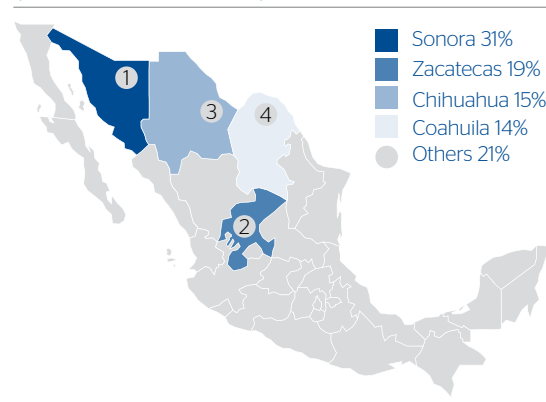 Sonora 31%
Zacatecas 19%
Chihuahua 15%
Coahuila 14%
Others 21%
1
3
4
2